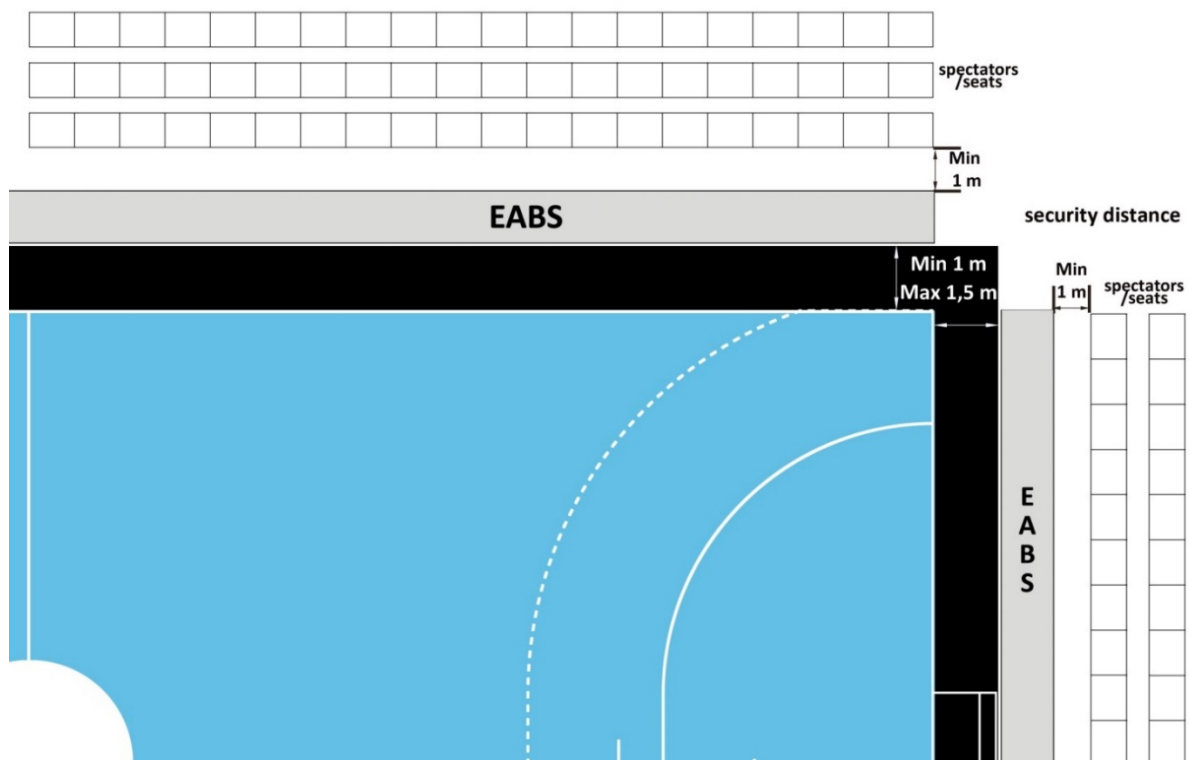 spectators
/seats
Min
1 m
EABS
security distance
Min 1 m
Max 1,5 m
Min
1 m
spectators
/seats
E
A
B
S